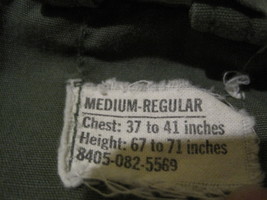 MEDIUM-REGULAR
Chest: 37 to 41 inches
Height: 67 to 71 inches
8405-082-5569